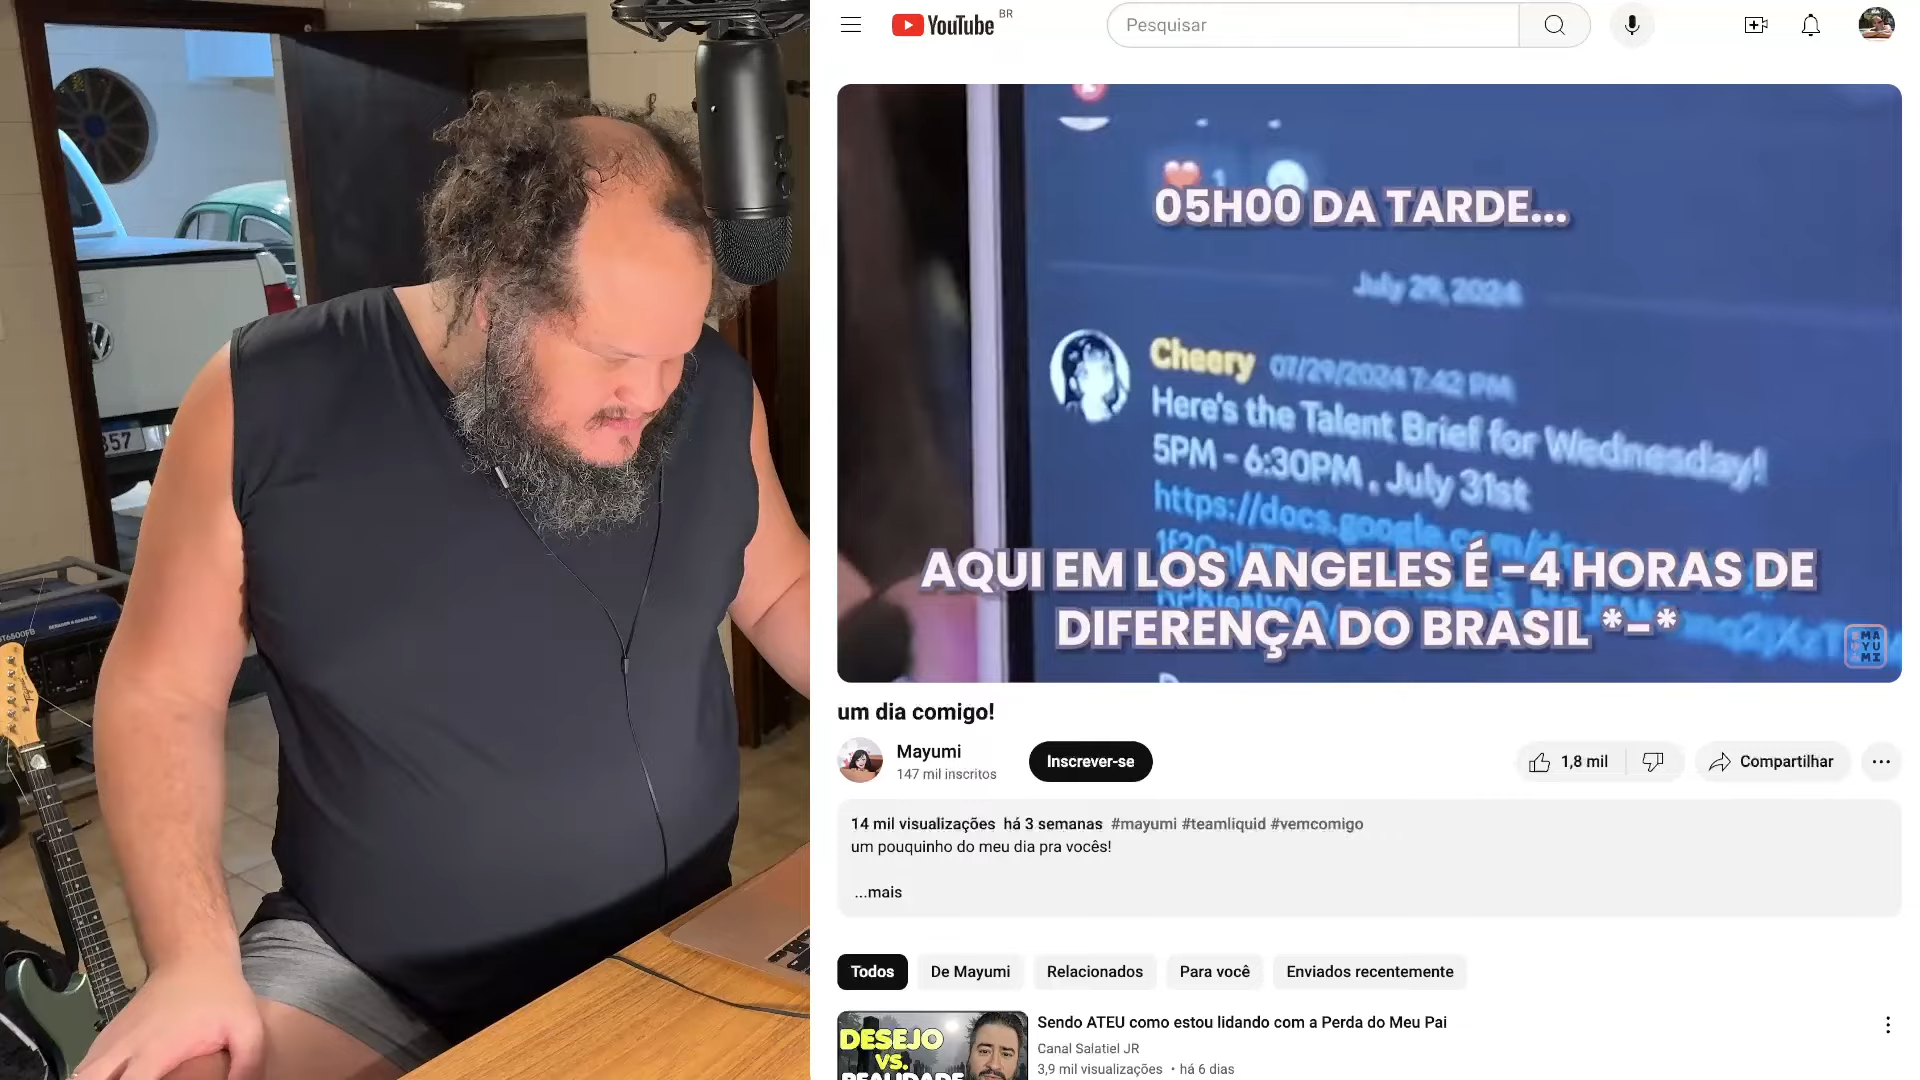 YouTube BR
Pesquisar
05H00 DA TARDE...
July 29, 2024
Cheery 07/29/2024 7:42 PM
Here's the Talent Brief for Wednesday!
5PM - 6:30PM , July 31st
https://docs.google.com/
AQUI EM LOS ANGELES É -4 HORAS DE
DIFERENÇA DO BRASIL *-*
MA
YU
MI
um dia comigo!
Mayumi
147 mil inscritos
Inscrever-se
1,8 mil
Compartilhar
14 mil visualizações há 3 semanas #mayumi #teamliquid #vemcomigo
um pouquinho do meu dia pra vocês!
...mais
Todos
De Mayumi
Relacionados
Para você
Enviados recentemente
DESEJO
VS.
REALIDADE
Sendo ATEU como estou lidando com a Perda do Meu Pai
Canal Salatiel JR
3,9 mil visualizações • há 6 dias
357